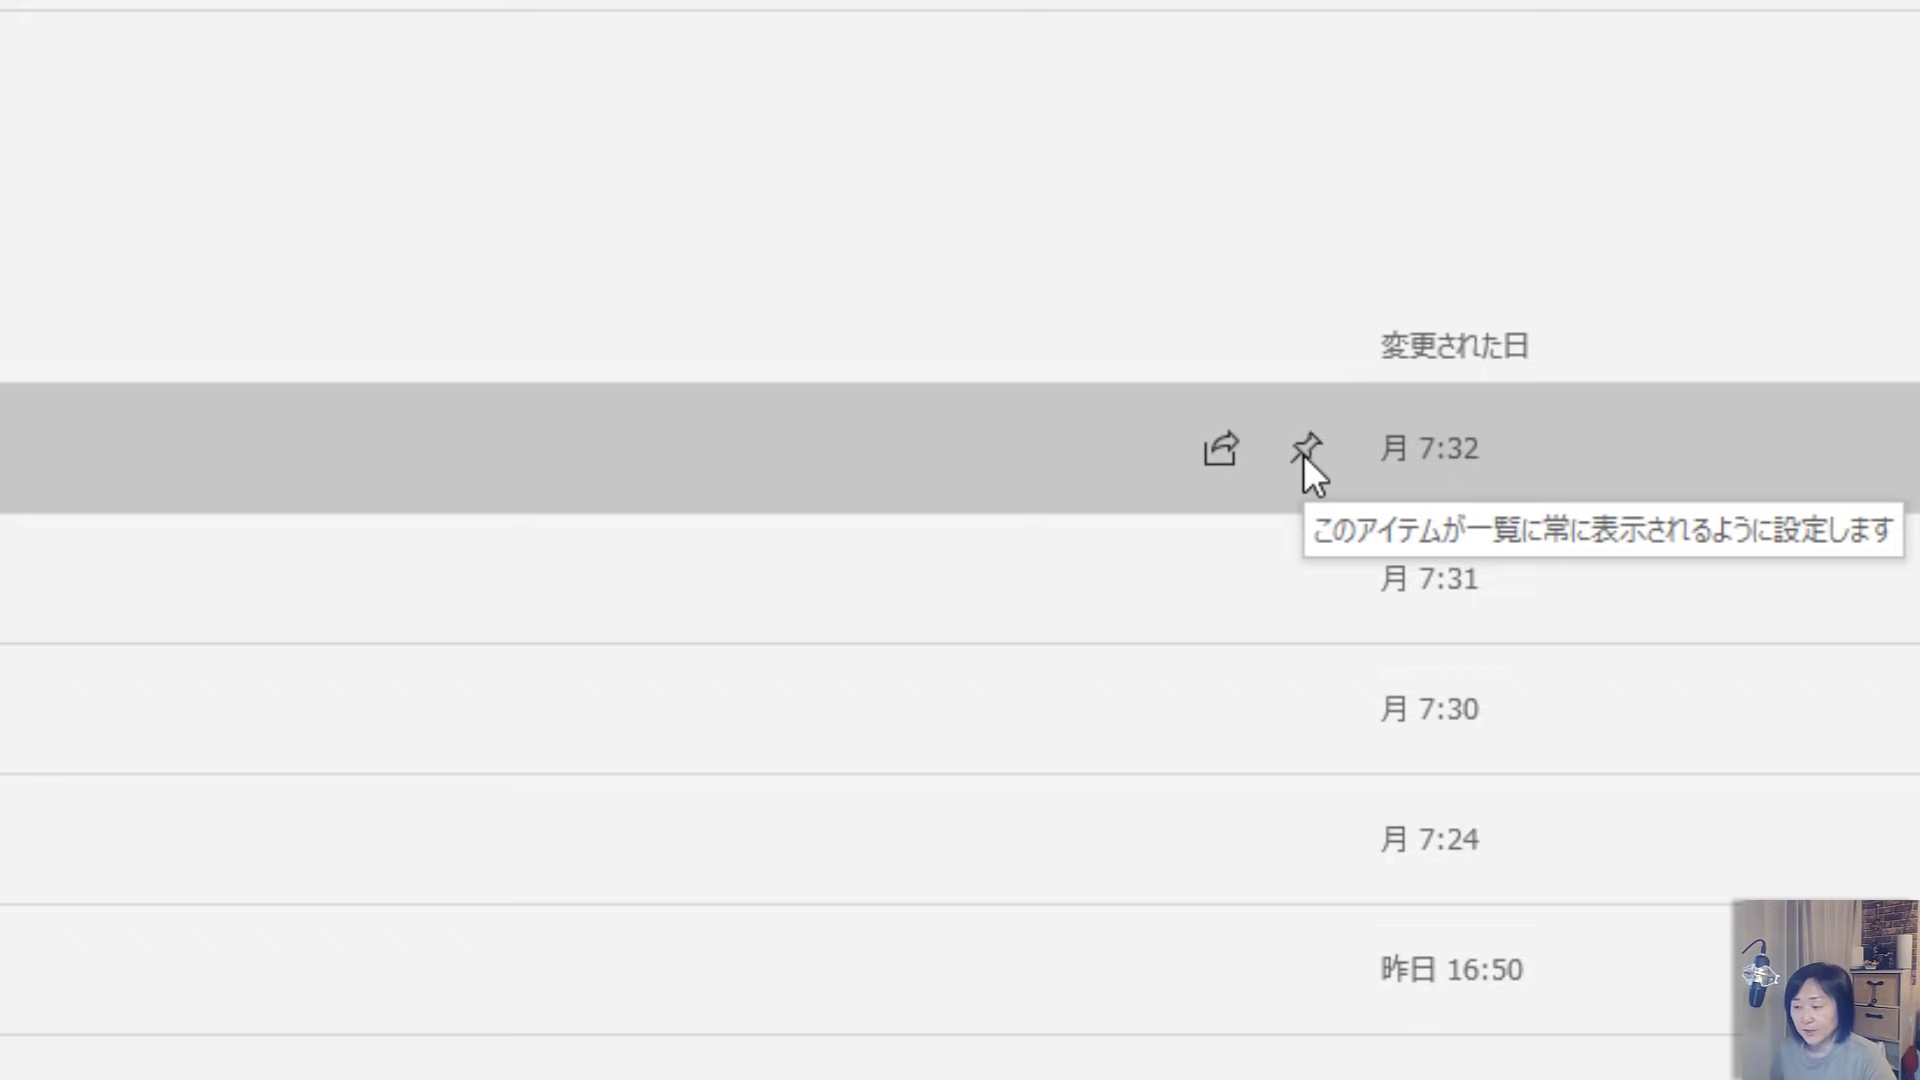 変更された日
月 7:32
このアイテムが一覧に常に表示されるように設定します
月 7:31
月 7:30
月 7:24
昨日 16:50